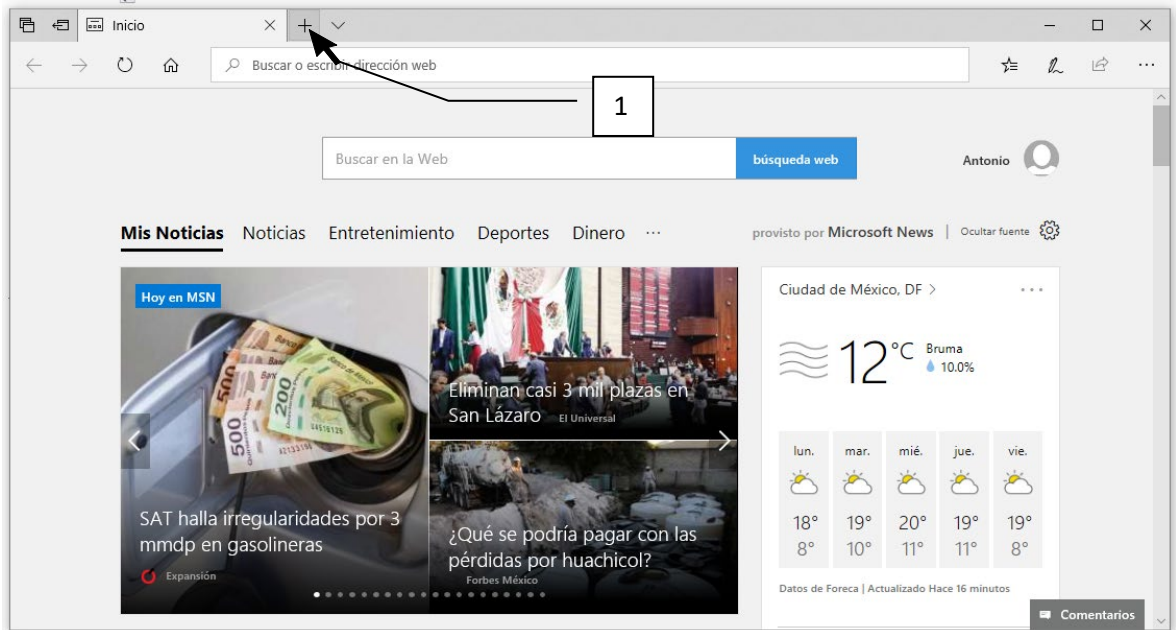 Inicio
Buscar o escribir dirección web
1
Buscar en la Web
búsqueda web
Antonio
Mis Noticias Noticias Entretenimiento Deportes Dinero ...
provisto por Microsoft News | Ocultar fuente
Hoy en MSN
SAT halla irregularidades por 3
mmdp en gasolineras
Expansión
Eliminan casi 3 mil plazas en
San Lázaro El Universal
¿Qué se podría pagar con las
pérdidas por huachicol?
Forbes México
Ciudad de México, DF > ...
12°C Bruma
10.0%
lun. mar. mié. jue. vie.
18° 19° 20° 19° 19°
8° 10° 11° 11° 8°
Datos de Foreca | Actualizado Hace 16 minutos
Comentarios